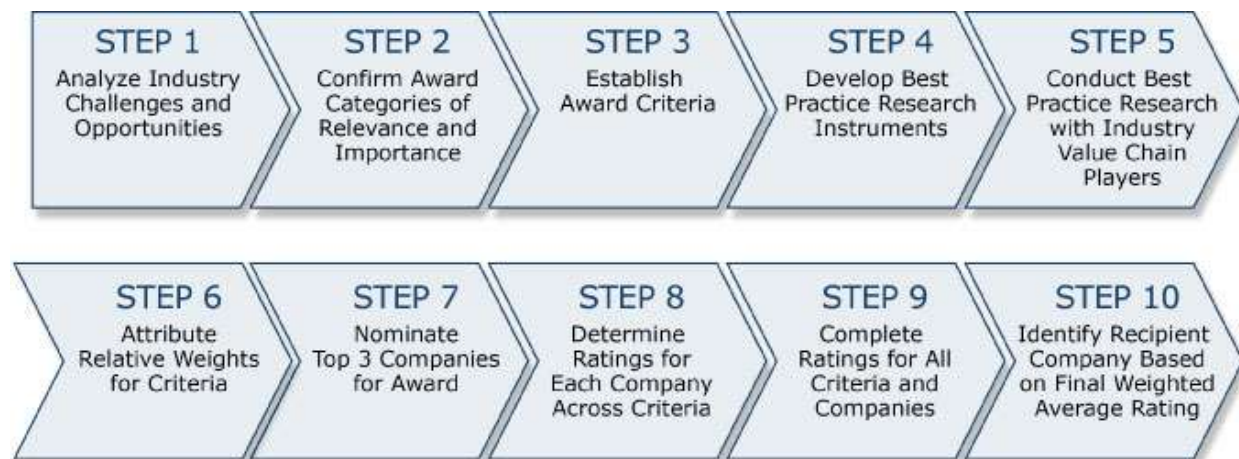 STEP 1
Analyze Industry
Challenges and
Opportunities
STEP 2
Confirm Award
Categories of
Relevance and
Importance
STEP 3
Establish
Award Criteria
STEP 4
Develop Best
Practice Research
Instruments
STEP 5
Conduct Best
Practice Research
with Industry
Value Chain
Players
STEP 6
Attribute
Relative Weights
for Criteria
STEP 7
Nominate
Top 3 Companies
for Award
STEP 8
Determine
Ratings for
Each Company
Across Criteria
STEP 9
Complete
Ratings for All
Criteria and
Companies
STEP 10
Identify Recipient
Company Based
on Final Weighted
Average Rating